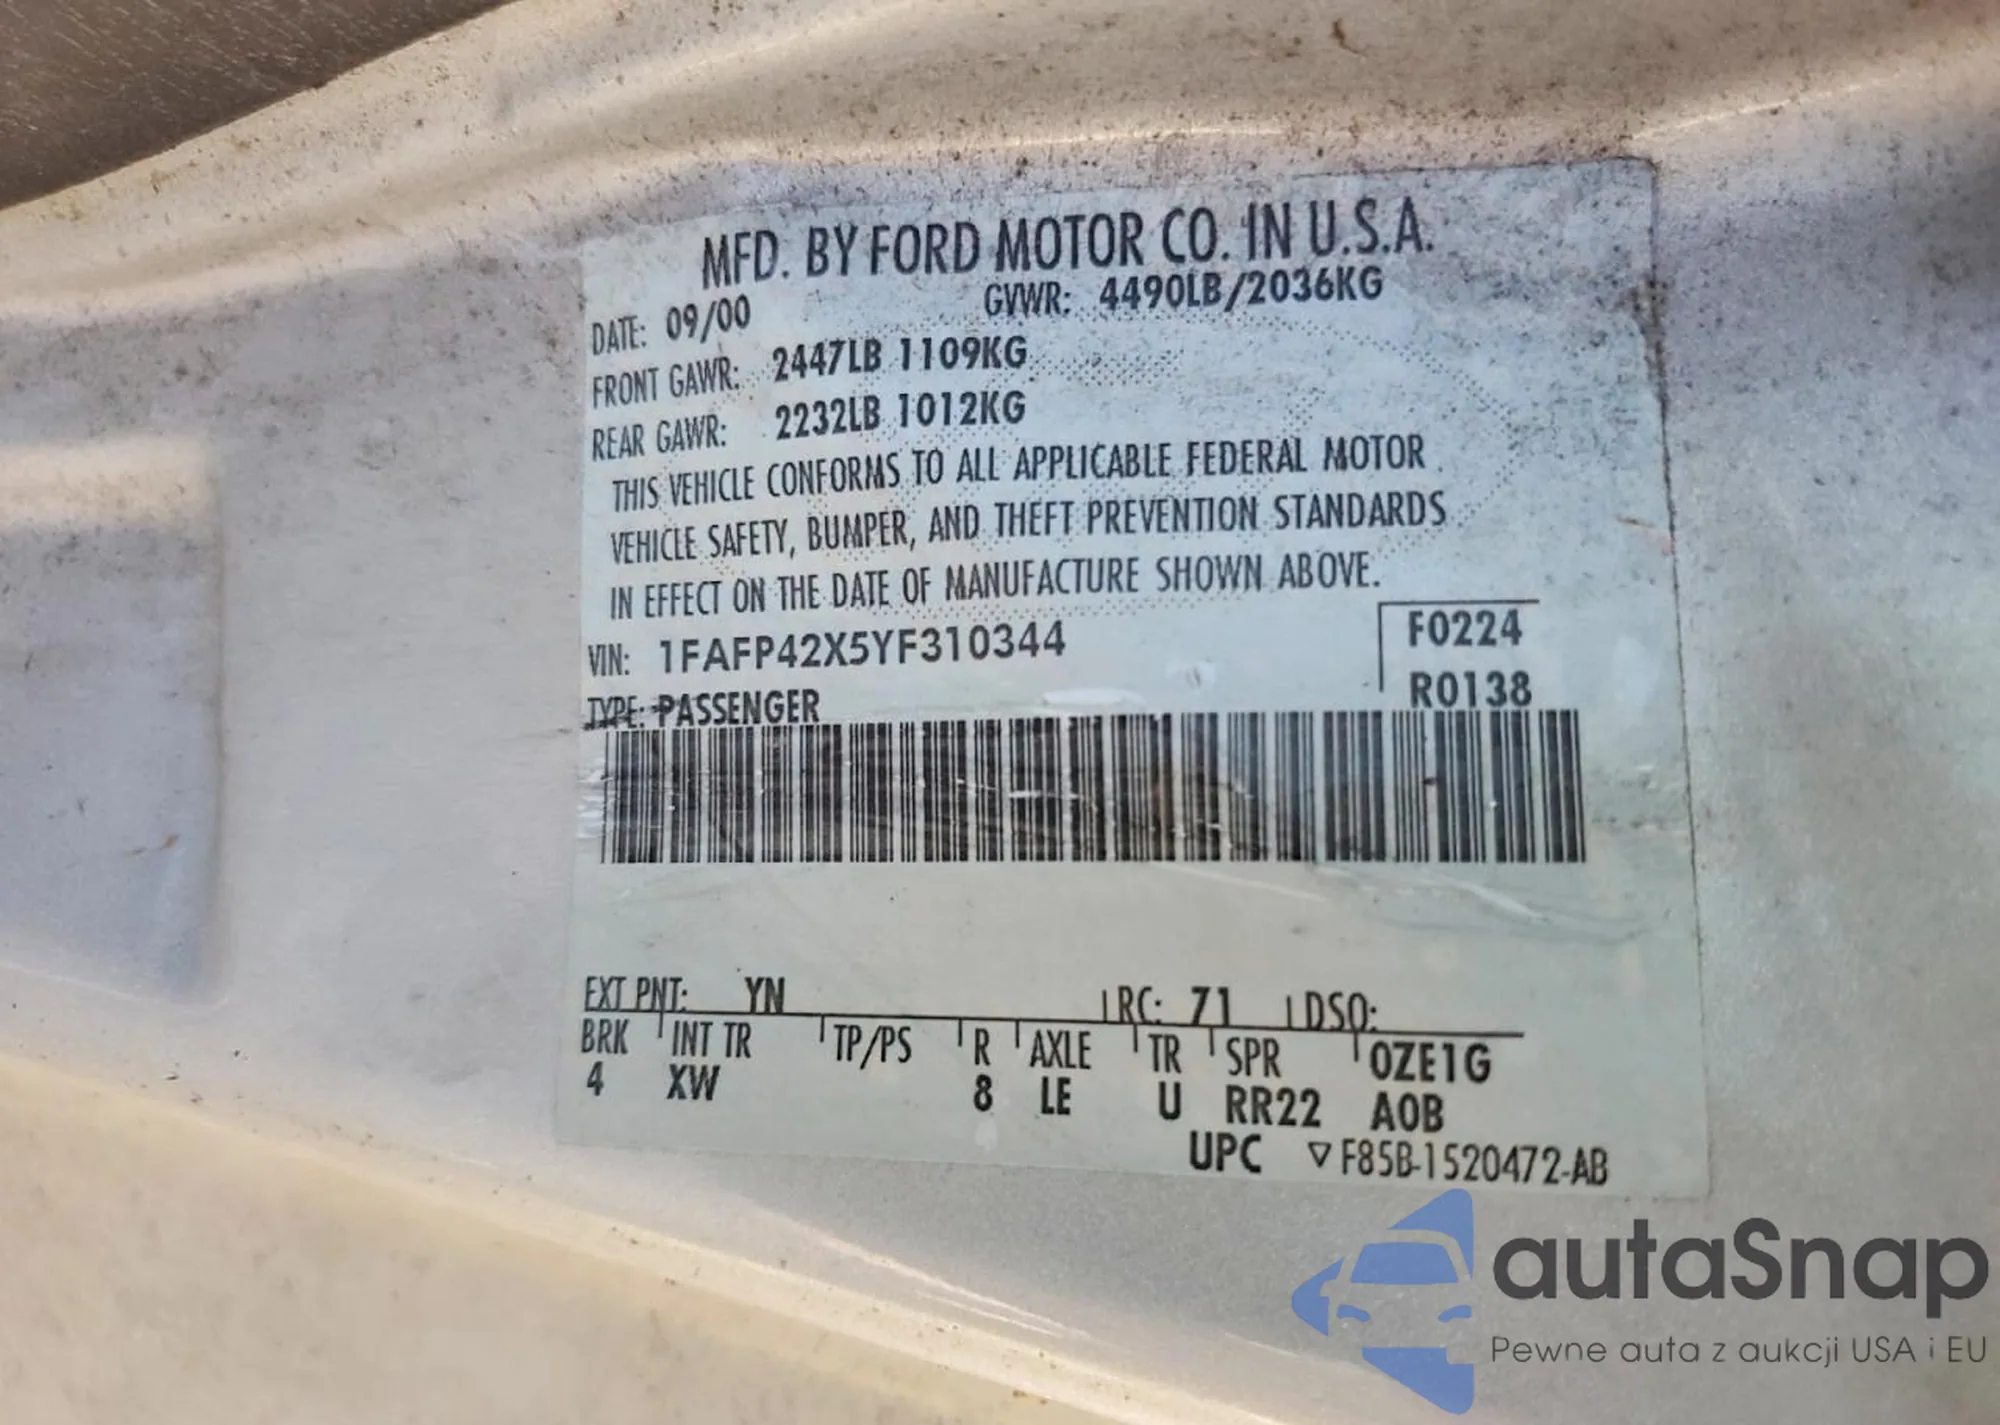 MFD. BY FORD MOTOR CO. IN U.S.A.
DATE: 09/00 GVWR: 4490LB/2036KG
FRONT GAWR: 2447LB 1109KG
REAR GAWR: 2232LB 1012KG
THIS VEHICLE CONFORMS TO ALL APPLICABLE FEDERAL MOTOR
VEHICLE SAFETY, BUMPER, AND THEFT PREVENTION STANDARDS
IN EFFECT ON THE DATE OF MANUFACTURE SHOWN ABOVE.
VIN: 1FAFP42X5YF310344 F0224
TYPE: PASSENGER R0138
EXT PNT: YN RC: 71 DSO:
BRK INT TR TP/PS R AXLE TR SPR 0ZE1G
4 XW 8 LE U RR22 A0B
UPC ▽F85B-1520472-AB
autaSnap
Pewne auta z aukcji USA i EU